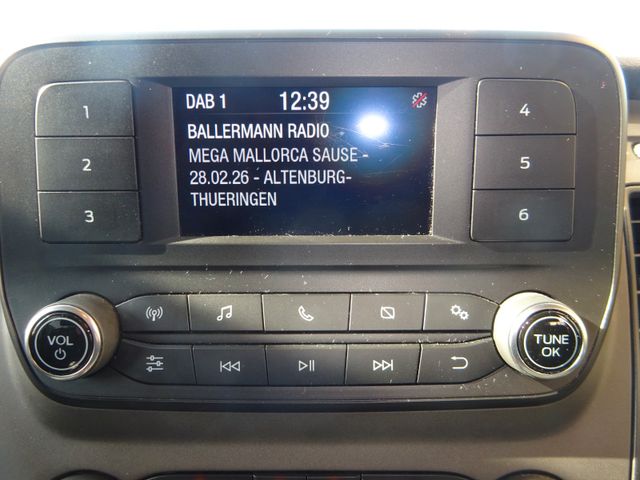 DAB 1 12:39
BALLERMANN RADIO
MEGA MALLORCA SAUSE -
28.02.26 - ALTENBURG-
THUERINGEN
1
2
3
4
5
6
VOL
TUNE
OK